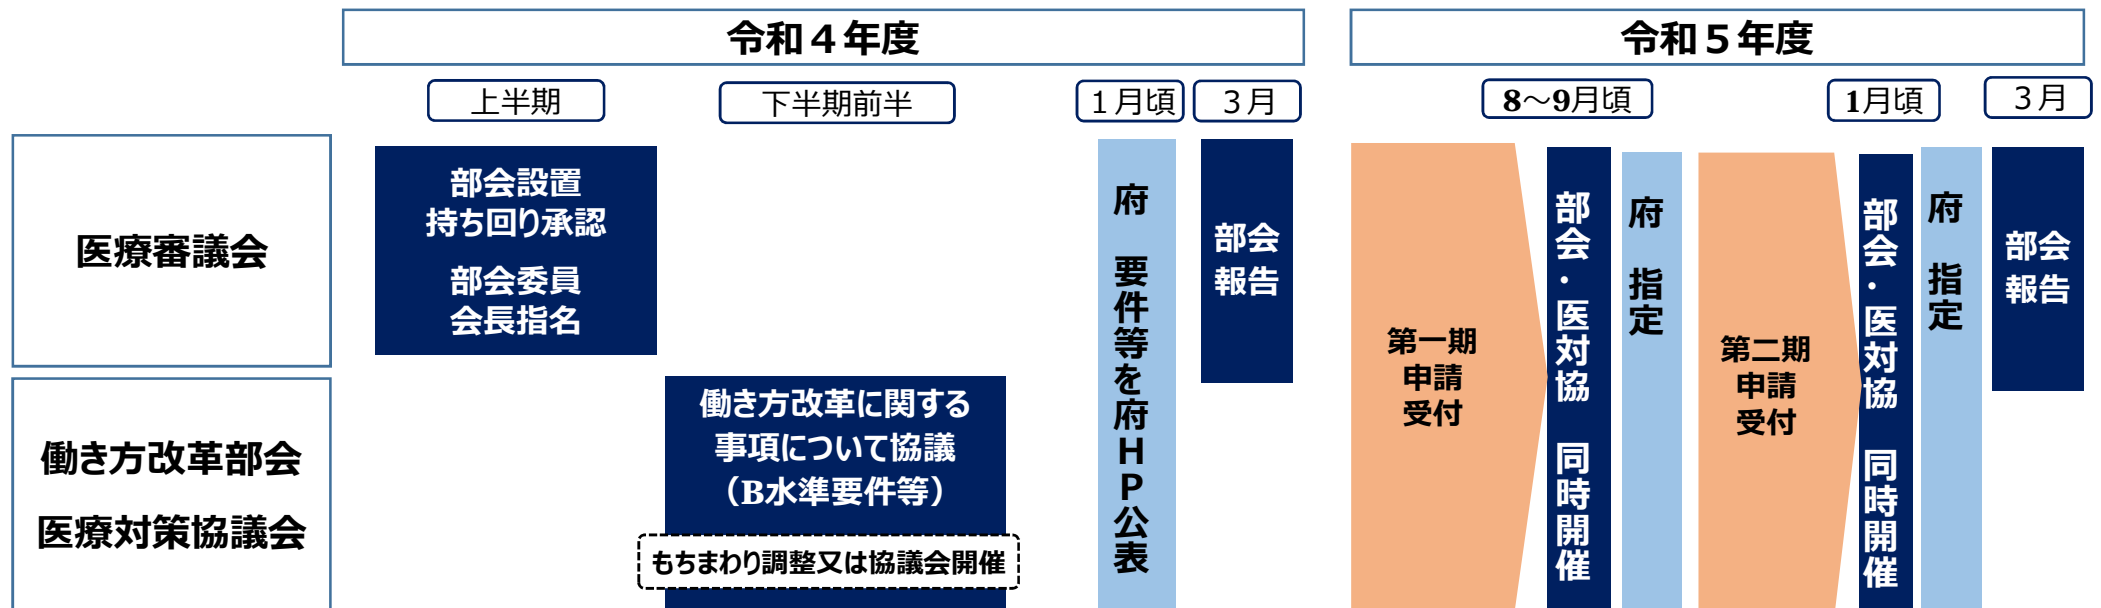 令和４年度
令和５年度
上半期
下半期前半
１月頃
３月
8～9月頃
1月頃
３月
医療審議会
部会設置
持ち回り承認
部会委員
会長指名
働き方改革部会
医療対策協議会
働き方改革に関する
事項について協議
（B水準要件等）
もちまわり調整又は協議会開催
府　要件等を府ＨＰ公表
部会
報告
第一期
申請
受付
部会・医対協　同時開催
府　指定
第二期
申請
受付
部会・医対協　同時開催
府　指定
部会
報告